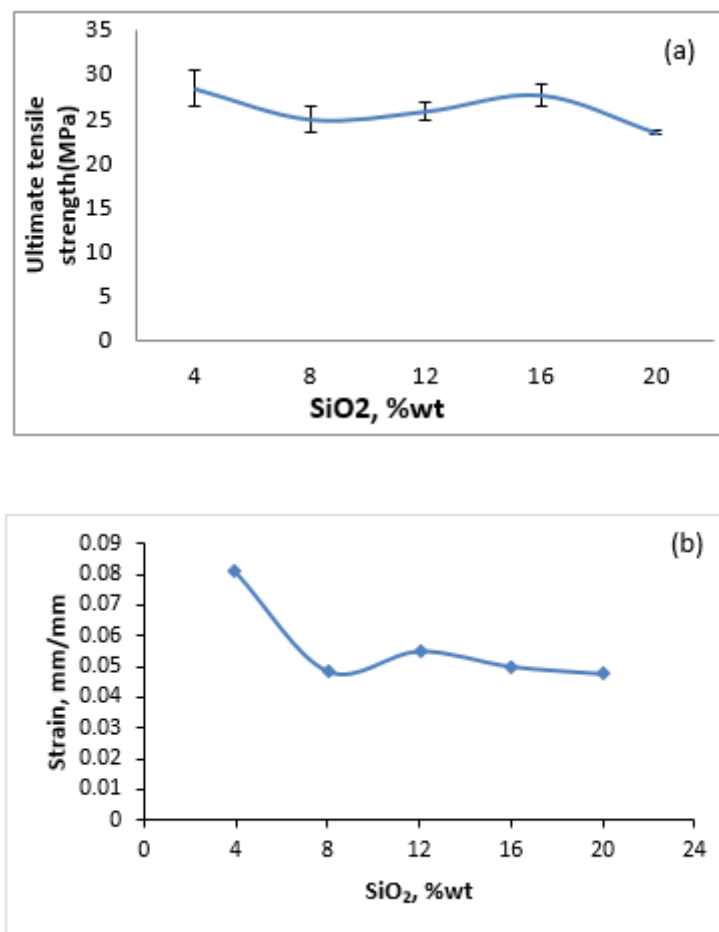 (a)
35
30
25
20
15
10
5
0
Ultimate tensile
strength(MPa)
4 8 12 16 20
SiO2, %wt
(b)
0.09
0.08
0.07
0.06
0.05
0.04
0.03
0.02
0.01
0
Strain, mm/mm
0 4 8 12 16 20 24
SiO₂, %wt